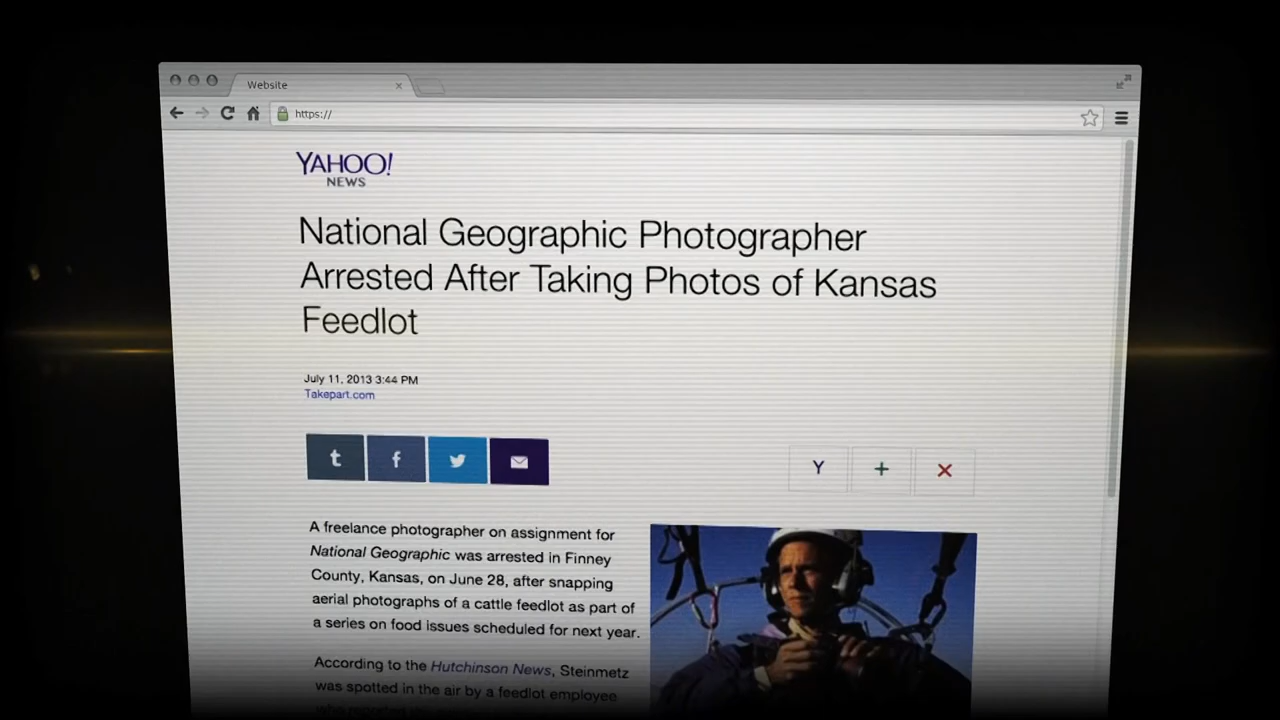 Website
https://
YAHOO!
NEWS
National Geographic Photographer
Arrested After Taking Photos of Kansas
Feedlot
July 11, 2013 3:44 PM
Takepart.com
A freelance photographer on assignment for
National Geographic was arrested in Finney
County, Kansas, on June 28, after snapping
aerial photographs of a cattle feedlot as part of
a series on food issues scheduled for next year.
According to the Hutchinson News, Steinmetz
was spotted in the air by a feedlot employee
who reported the